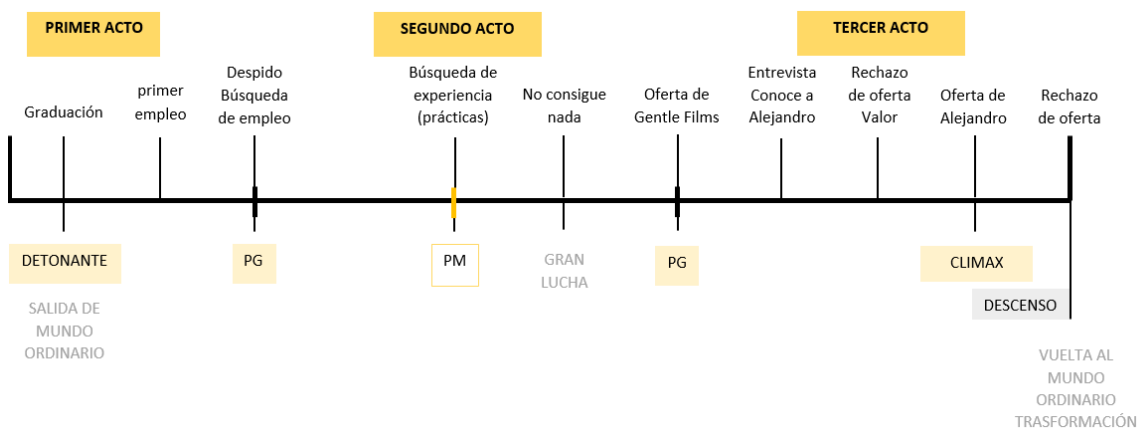 PRIMER ACTO
SEGUNDO ACTO
TERCER ACTO
Graduación
primer
empleo
Despido
Búsqueda
de empleo
Búsqueda de
experiencia
(prácticas)
No consigue
nada
Oferta de
Gentle Films
Entrevista
Conoce a
Alejandro
Rechazo
de oferta
Valor
Oferta de
Alejandro
Rechazo
de oferta
DETONANTE
PG
PM
GRAN
LUCHA
PG
CLIMAX
DESCENSO
SALIDA DE
MUNDO
ORDINARIO
VUELTA AL
MUNDO
ORDINARIO
TRASFORMACIÓN